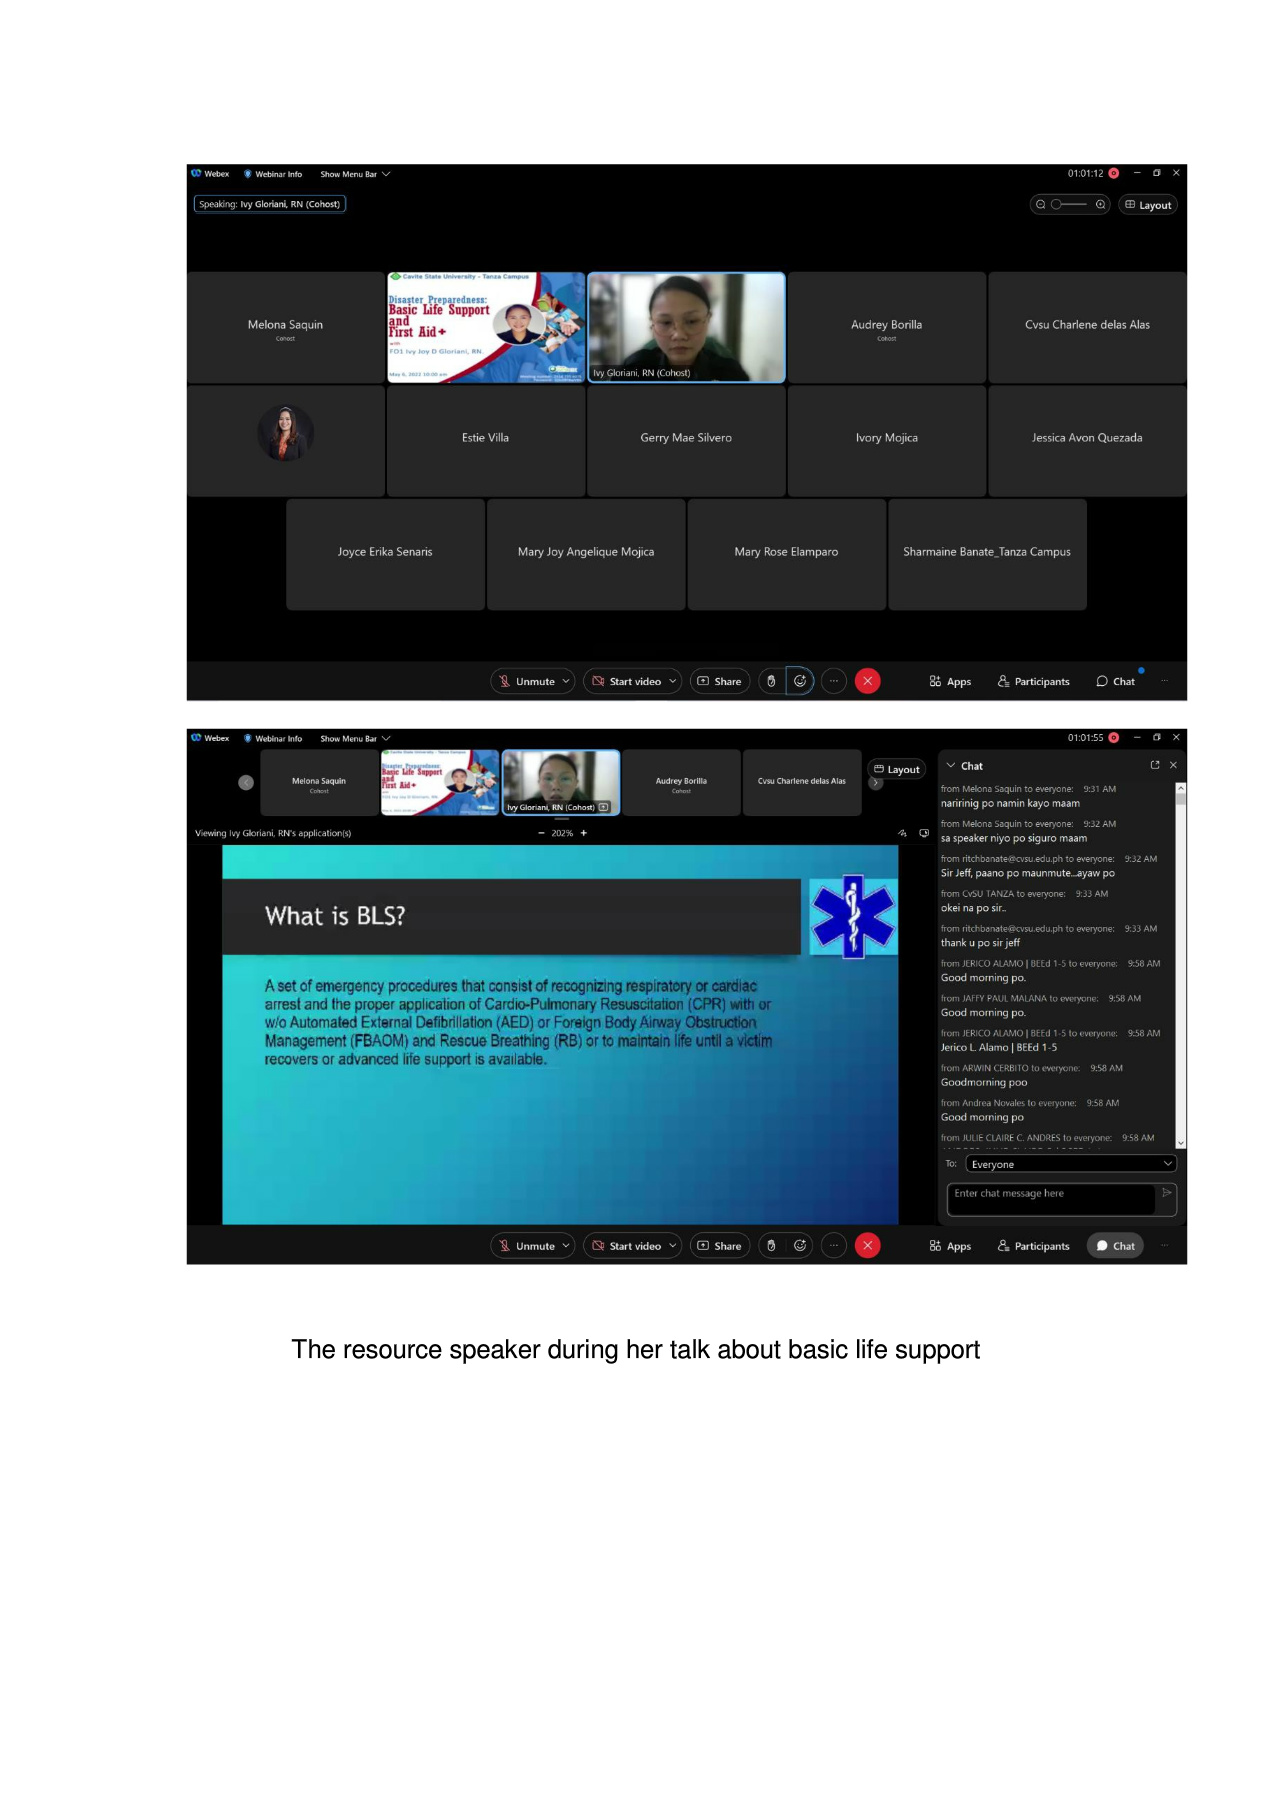 Webex Webinar Info Show Menu Bar 01:01:12
Speaking: Ivy Gloriani, RN (Cohost) Layout
Melona Saquin
Cohost
Cavite State University - Tanza Campus
Disaster Preparedness:
Basic Life Support
and
First Aid+
with
FO1 Ivy Joy D Gloriani, RN.
May 6, 2022 10:00 am
Ivy Gloriani, RN (Cohost)
Audrey Borilla
Cohost
Cvsu Charlene delas Alas
Estie Villa
Gerry Mae Silvero
Ivory Mojica
Jessica Avon Quezada
Joyce Erika Senaris
Mary Joy Angelique Mojica
Mary Rose Elamparo
Sharmaine Banate_Tanza Campus
Unmute Start video Share Apps Participants Chat
Webex Webinar Info Show Menu Bar 01:01:55
Melona Saquin
Cohost
Cavite State University - Tanza Campus
Disaster Preparedness:
Basic Life Support
and
First Aid+
Ivy Gloriani, RN (Cohost)
Audrey Borilla
Cohost
Cvsu Charlene delas Alas
Layout
Viewing Ivy Gloriani, RN's application(s) − 202% +
What is BLS?
A set of emergency procedures that consist of recognizing respiratory or cardiac
arrest and the proper application of Cardio-Pulmonary Resuscitation (CPR) with or
w/o Automated External Defibrillation (AED) or Foreign Body Airway Obstruction
Management (FBAOM) and Rescue Breathing (RB) or to maintain life until a victim
recovers or advanced life support is available.
Chat
from Melona Saquin to everyone: 9:31 AM
naririnig po namin kayo maam
from Melona Saquin to everyone: 9:32 AM
sa speaker niyo po siguro maam
from ritchbanate@cvsu.edu.ph to everyone: 9:32 AM
Sir Jeff, paano po maunmute...ayaw po
from CvSU TANZA to everyone: 9:33 AM
okei na po sir..
from ritchbanate@cvsu.edu.ph to everyone: 9:33 AM
thank u po sir jeff
from JERICO ALAMO | BEEd 1-5 to everyone: 9:58 AM
Good morning po.
from JAFFY PAUL MALANA to everyone: 9:58 AM
Good morning po.
from JERICO ALAMO | BEEd 1-5 to everyone: 9:58 AM
Jerico L. Alamo | BEEd 1-5
from ARWIN CERBITO to everyone: 9:58 AM
Goodmorning poo
from Andrea Novales to everyone: 9:58 AM
Good morning po
from JULIE CLAIRE C. ANDRES to everyone: 9:58 AM
To: Everyone
Enter chat message here
Unmute Start video Share Apps Participants Chat
The resource speaker during her talk about basic life support